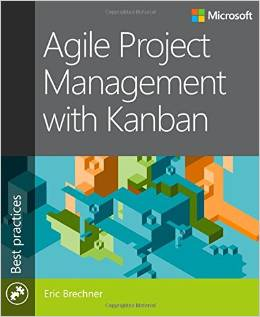 Microsoft
Agile Project
Management
with Kanban
Best practices
Eric Brechner